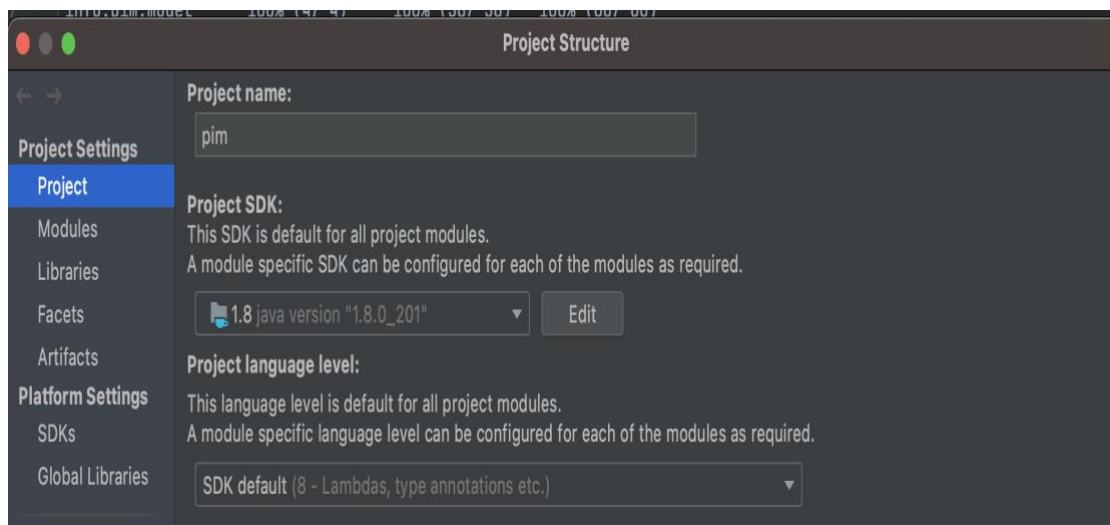 Project Structure
Project name:
pim
Project Settings
Project
Modules
Libraries
Facets
Artifacts
Platform Settings
SDKs
Global Libraries
Project SDK:
This SDK is default for all project modules.
A module specific SDK can be configured for each of the modules as required.
1.8 java version "1.8.0_201"
Edit
Project language level:
This language level is default for all project modules.
A module specific language level can be configured for each of the modules as required.
SDK default (8 - Lambdas, type annotations etc.)